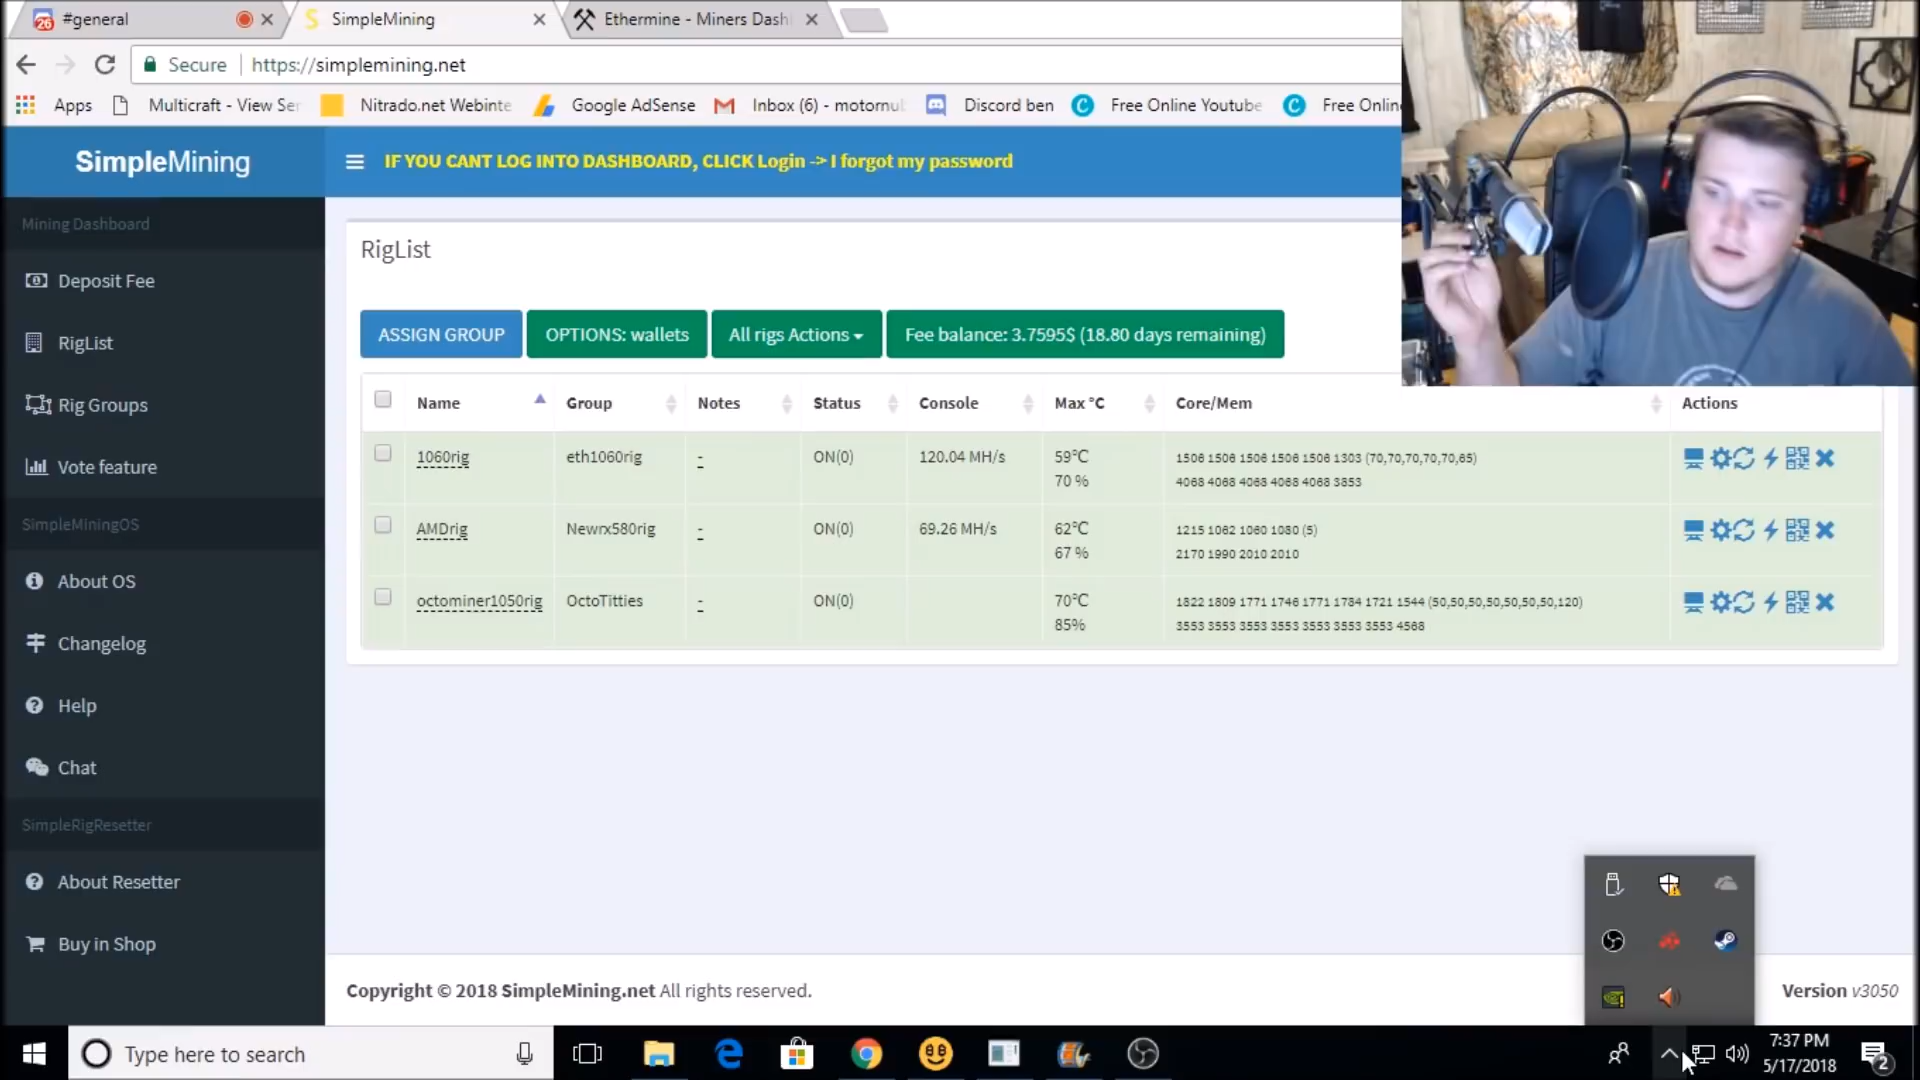 26 #general
SimpleMining
Ethermine - Miners Dash
Secure
https://simplemining.net
Apps
Multicraft - View Ser
Nitrado.net Webinte
Google AdSense
Inbox (6) - motornu
Discord ben
Free Online Youtube
Free Onlin
SimpleMining
IF YOU CANT LOG INTO DASHBOARD, CLICK Login -> I forgot my password
Mining Dashboard
Deposit Fee
RigList
Rig Groups
Vote feature
SimpleMiningOS
About OS
Changelog
Help
Chat
SimpleRigResetter
About Resetter
Buy in Shop
RigList
ASSIGN GROUP
OPTIONS: wallets
All rigs Actions
Fee balance: 3.7595$ (18.80 days remaining)
Name Group Notes Status Console Max °C Core/Mem Actions
1060rig eth1060rig - ON(0) 120.04 MH/s 59°C 1506 1506 1506 1506 1506 1303 (70,70,70,70,70,65)
70 % 4068 4068 4068 4068 4068 3853
AMDrig Newrx580rig - ON(0) 69.26 MH/s 62°C 1215 1062 1060 1080 (5)
67 % 2170 1990 2010 2010
octominer1050rig OctoTitties - ON(0) 70°C 1822 1809 1771 1746 1771 1784 1721 1544 (50,50,50,50,50,50,50,120)
85% 3553 3553 3553 3553 3553 3553 3553 4568
Copyright © 2018 SimpleMining.net All rights reserved.
Version v3050
Type here to search
7:37 PM
5/17/2018
2